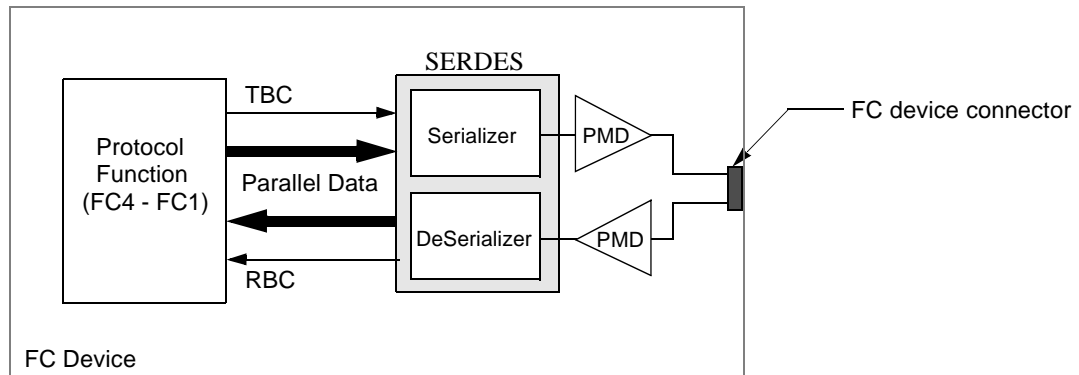 SERDES
TBC
Serializer
PMD
FC device connector
Protocol
Function
(FC4 - FC1)
Parallel Data
DeSerializer
PMD
RBC
FC Device